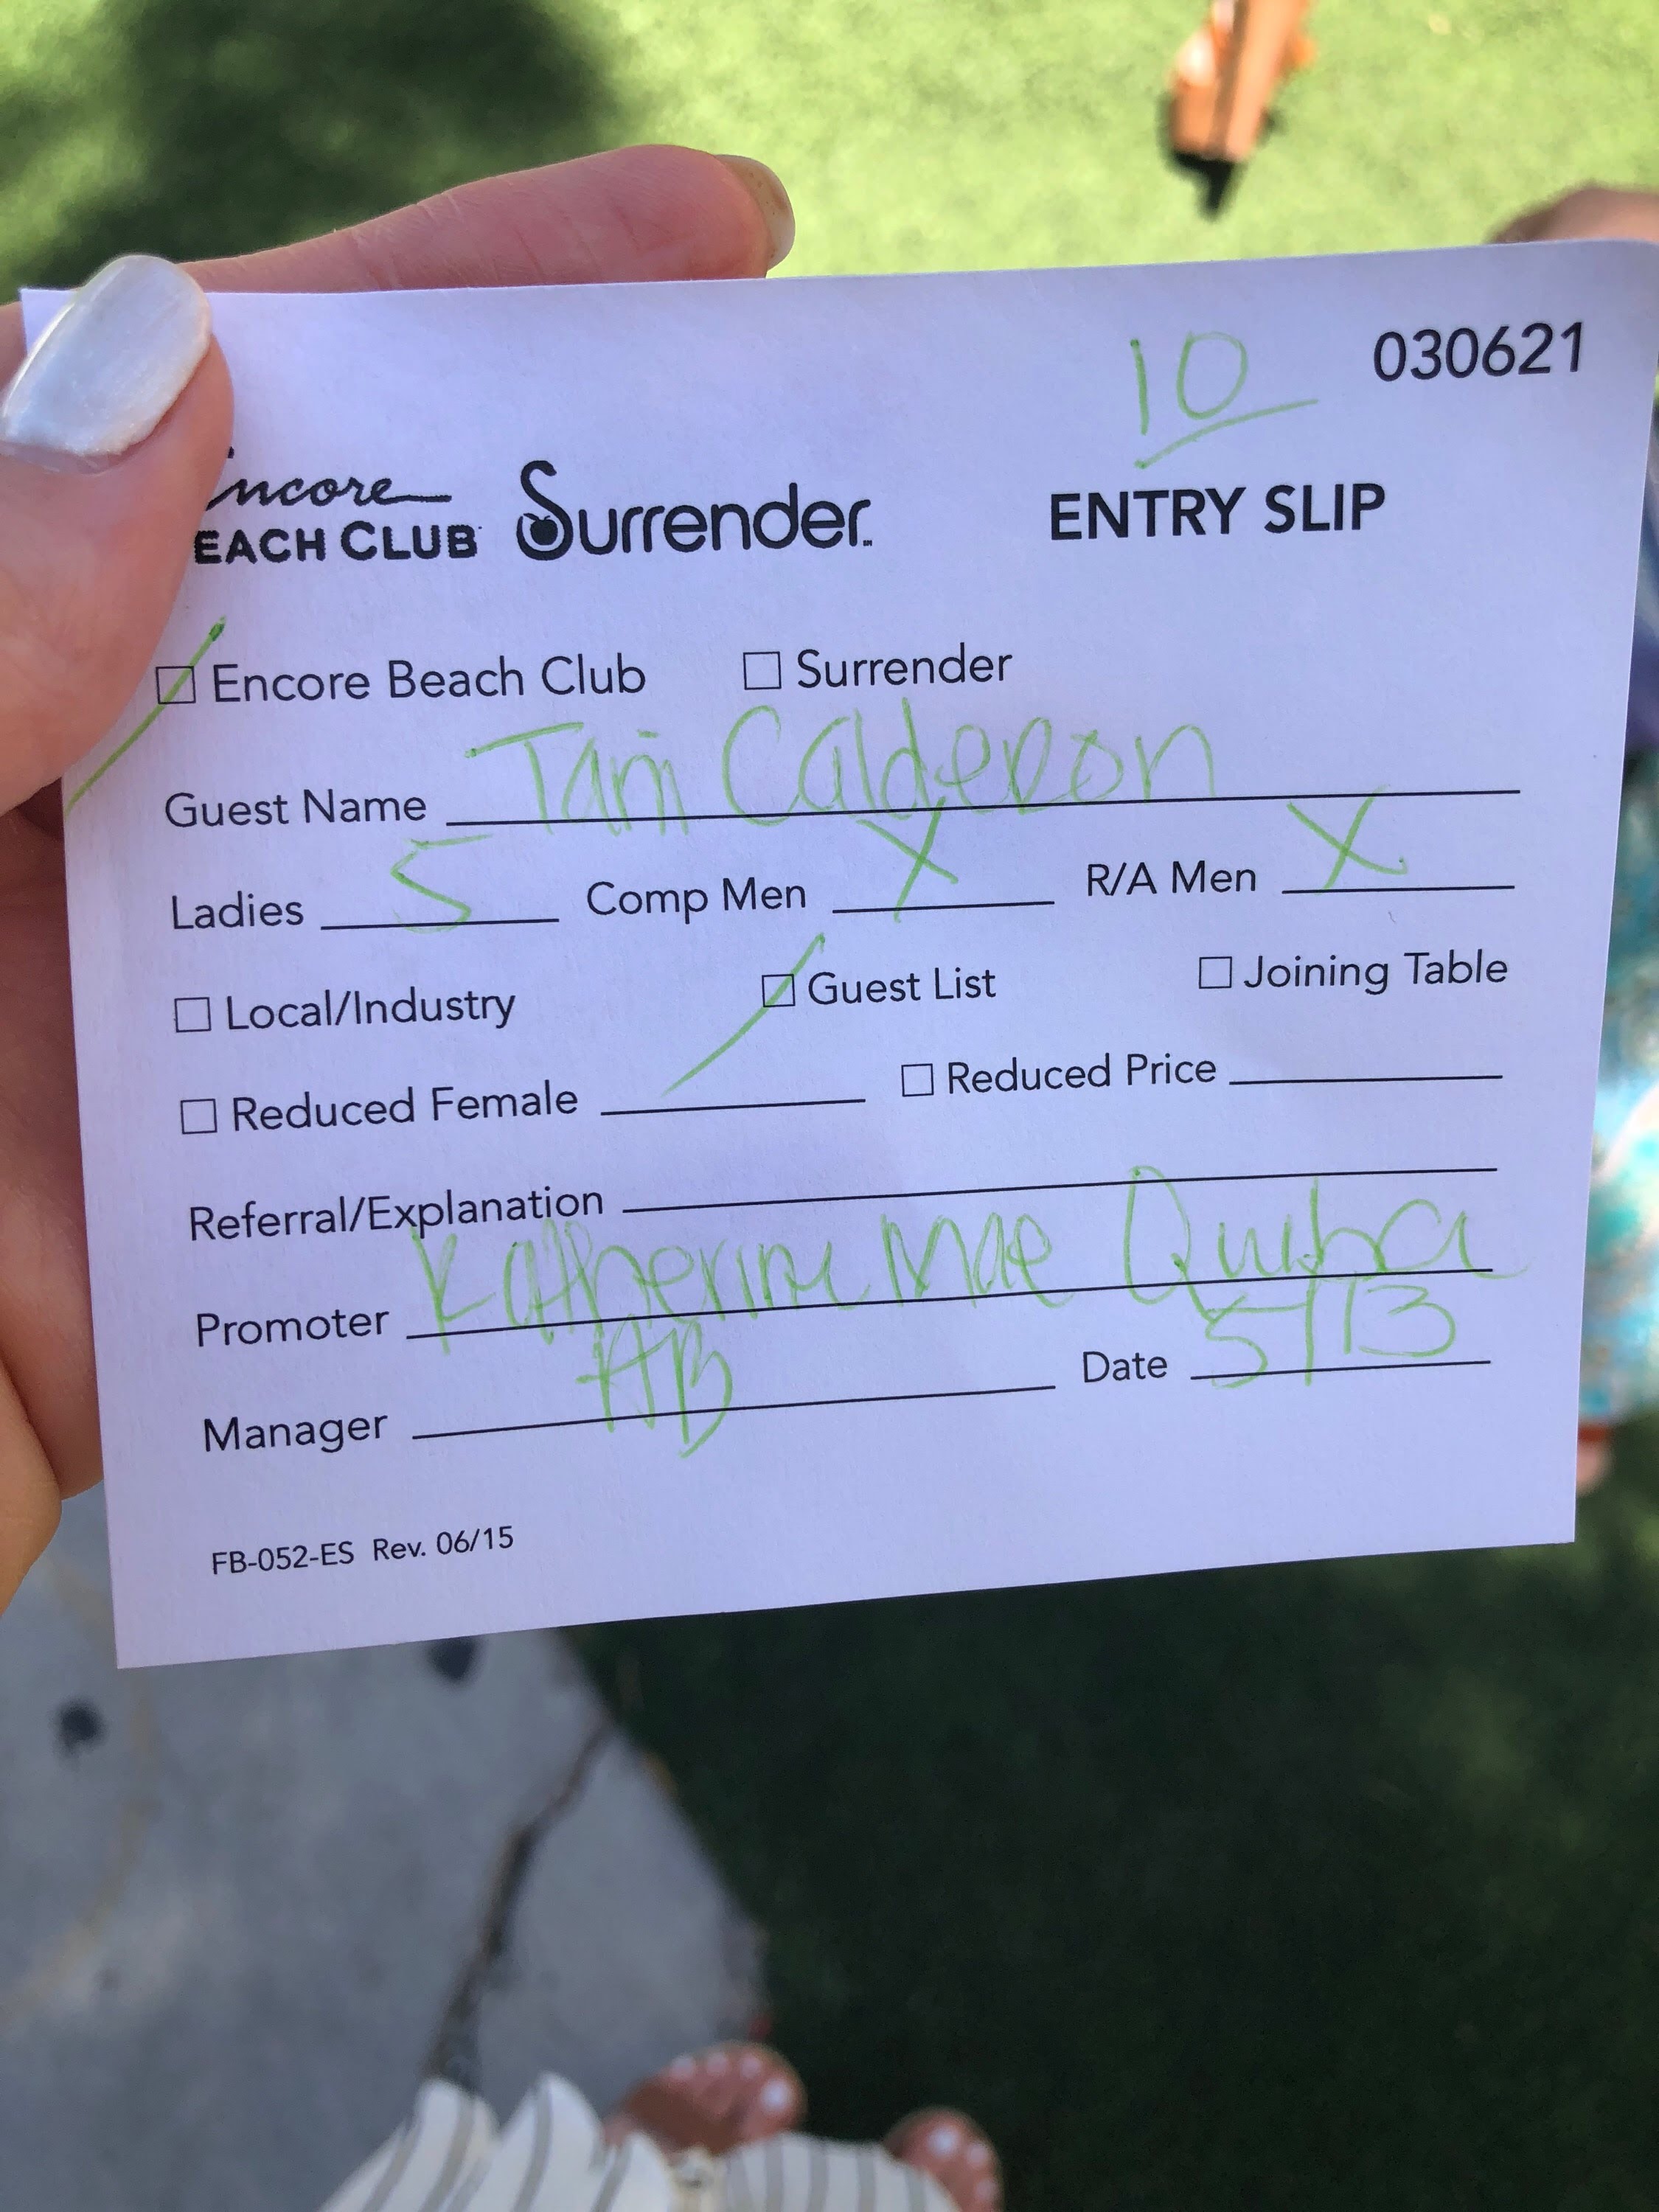 10 030621
ncore
EACH CLUB Surrender. ENTRY SLIP
Encore Beach Club Surrender
Guest Name Calderon
Ladies 5 Comp Men X R/A Men X
Local/Industry Guest List Joining Table
Reduced Female Reduced Price
Referral/Explanation
Promoter Katherine Mae
Manager AB Date 5/13
FB-052-ES Rev. 06/15